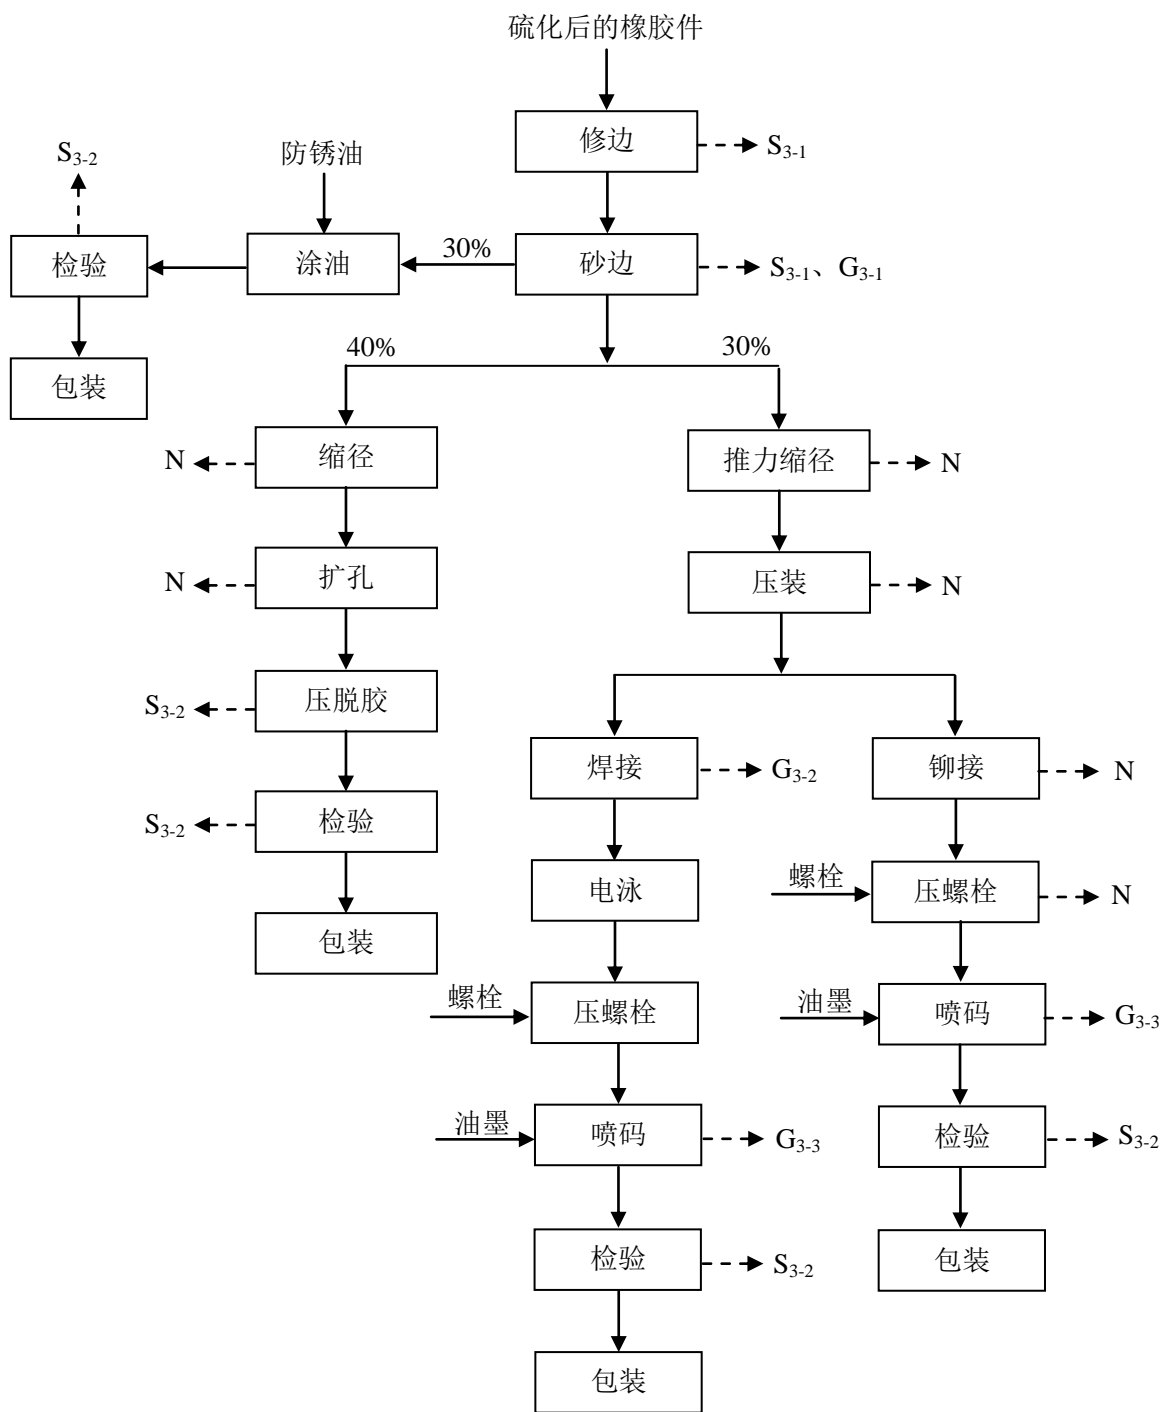 硫化后的橡胶件
修边
S3-1
S3-2
防锈油
检验
涂油
30%
砂边
S3-1、G3-1
包装
40%
30%
N
缩径
推力缩径
N
N
扩孔
压装
N
S3-2
压脱胶
焊接
G3-2
铆接
N
S3-2
检验
电泳
螺栓
压螺栓
N
包装
螺栓
压螺栓
油墨
喷码
G3-3
油墨
喷码
G3-3
检验
S3-2
检验
S3-2
包装
包装